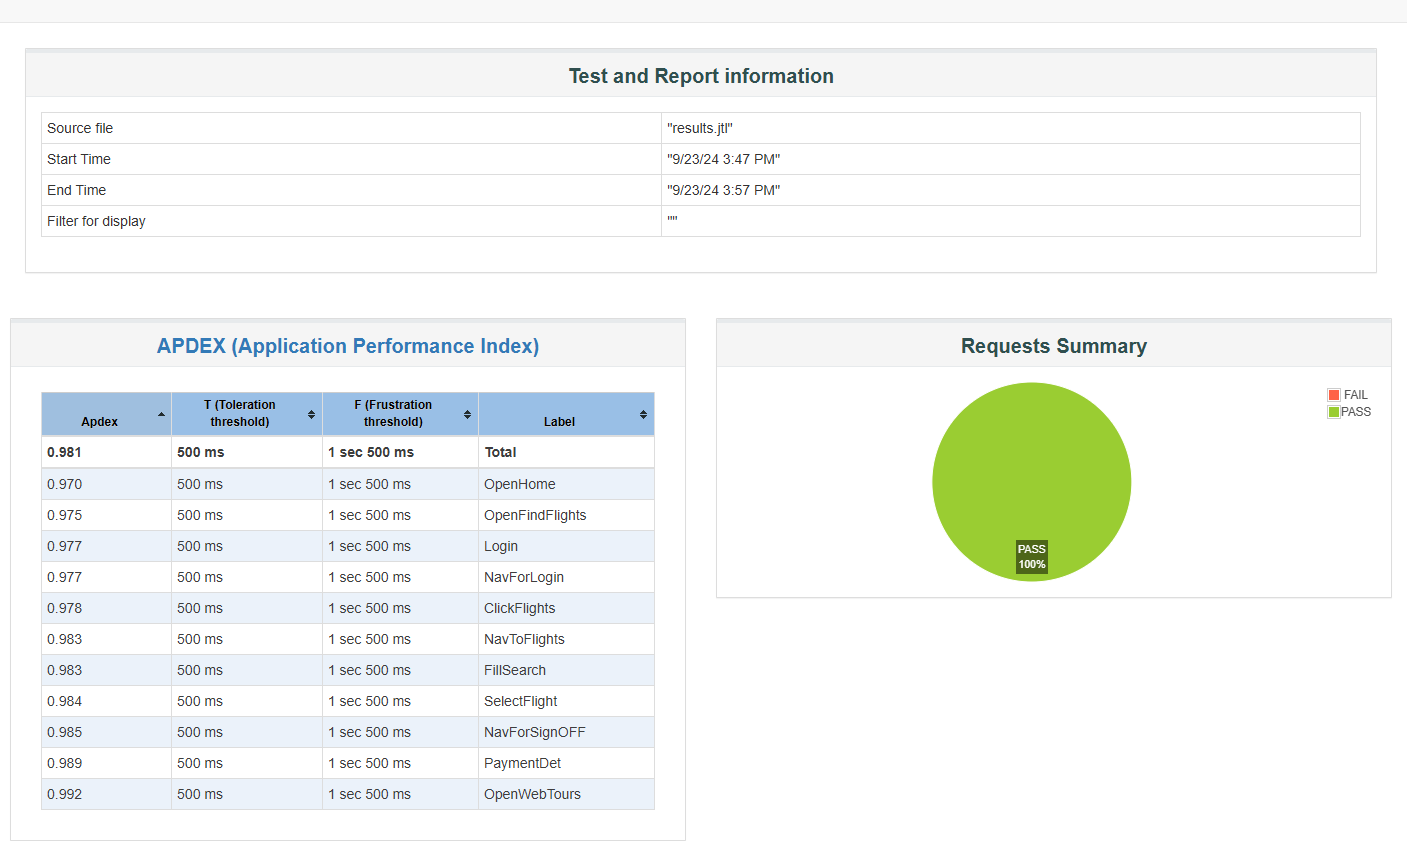 Test and Report information
Source file "results.jtl"
Start Time "9/23/24 3:47 PM"
End Time "9/23/24 3:57 PM"
Filter for display ""
APDEX (Application Performance Index)
Apdex T (Toleration threshold) F (Frustration threshold) Label
0.981 500 ms 1 sec 500 ms Total
0.970 500 ms 1 sec 500 ms OpenHome
0.975 500 ms 1 sec 500 ms OpenFindFlights
0.977 500 ms 1 sec 500 ms Login
0.977 500 ms 1 sec 500 ms NavForLogin
0.978 500 ms 1 sec 500 ms ClickFlights
0.983 500 ms 1 sec 500 ms NavToFlights
0.983 500 ms 1 sec 500 ms FillSearch
0.984 500 ms 1 sec 500 ms SelectFlight
0.985 500 ms 1 sec 500 ms NavForSignOFF
0.989 500 ms 1 sec 500 ms PaymentDet
0.992 500 ms 1 sec 500 ms OpenWebTours
Requests Summary
FAIL
PASS
PASS
100%